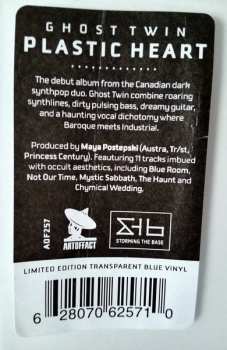 GHOST TWIN
PLASTIC HEART
The debut album from the Canadian dark
synthpop duo. Ghost Twin combine roaring
synthlines, dirty pulsing bass, dreamy guitar,
and a haunting vocal dichotomy where
Baroque meets Industrial.
Produced by Maya Postepski (Austra, Tr/st,
Princess Century). Feauturing 11 tracks imbued
with occult aesthetics, including Blue Room,
Not Our Time, Mystic Sabbath, The Haunt and
Chymical Wedding.
AOF257
ARTOFFACT
STORMING THE BASE
LIMITED EDITION TRANSPARENT BLUE VINYL
6 28070 62571 0